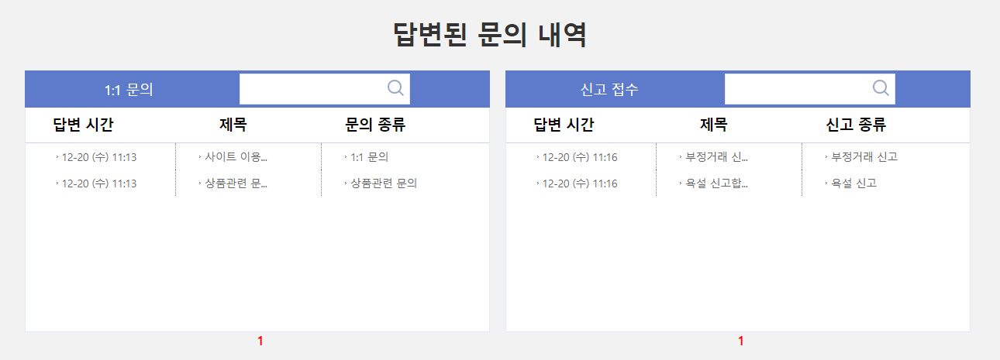 답변된 문의 내역
1:1 문의
답변 시간 제목 문의 종류
12-20 (수) 11:13 사이트 이용... 1:1 문의
12-20 (수) 11:13 상품관련 문... 상품관련 문의
1
신고 접수
답변 시간 제목 신고 종류
12-20 (수) 11:16 부정거래 신... 부정거래 신고
12-20 (수) 11:16 욕설 신고합... 욕설 신고
1